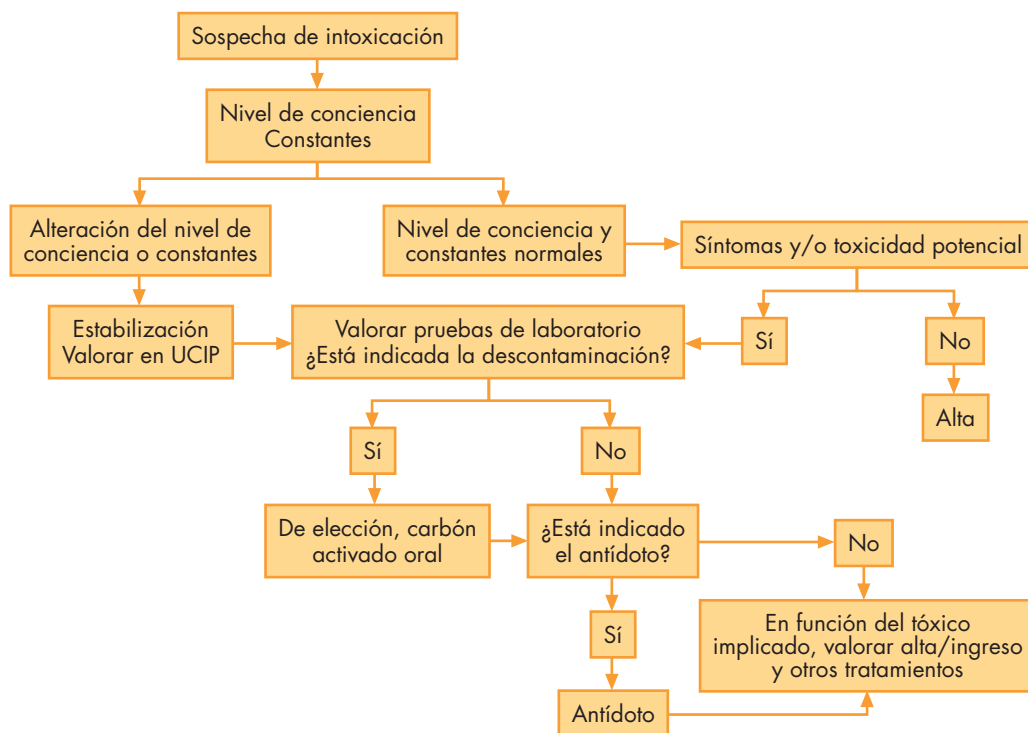 Sospecha de intoxicación
Nivel de conciencia
Constantes
Alteración del nivel de
conciencia o constantes
Nivel de conciencia y
constantes normales
Síntomas y/o toxicidad potencial
Estabilización
Valorar en UCIP
Valorar pruebas de laboratorio
¿Está indicada la descontaminación?
Sí
No
Alta
Sí
No
De elección, carbón
activado oral
¿Está indicado
el antídoto?
No
Sí
En función del tóxico
implicado, valorar alta/ingreso
y otros tratamientos
Antídoto